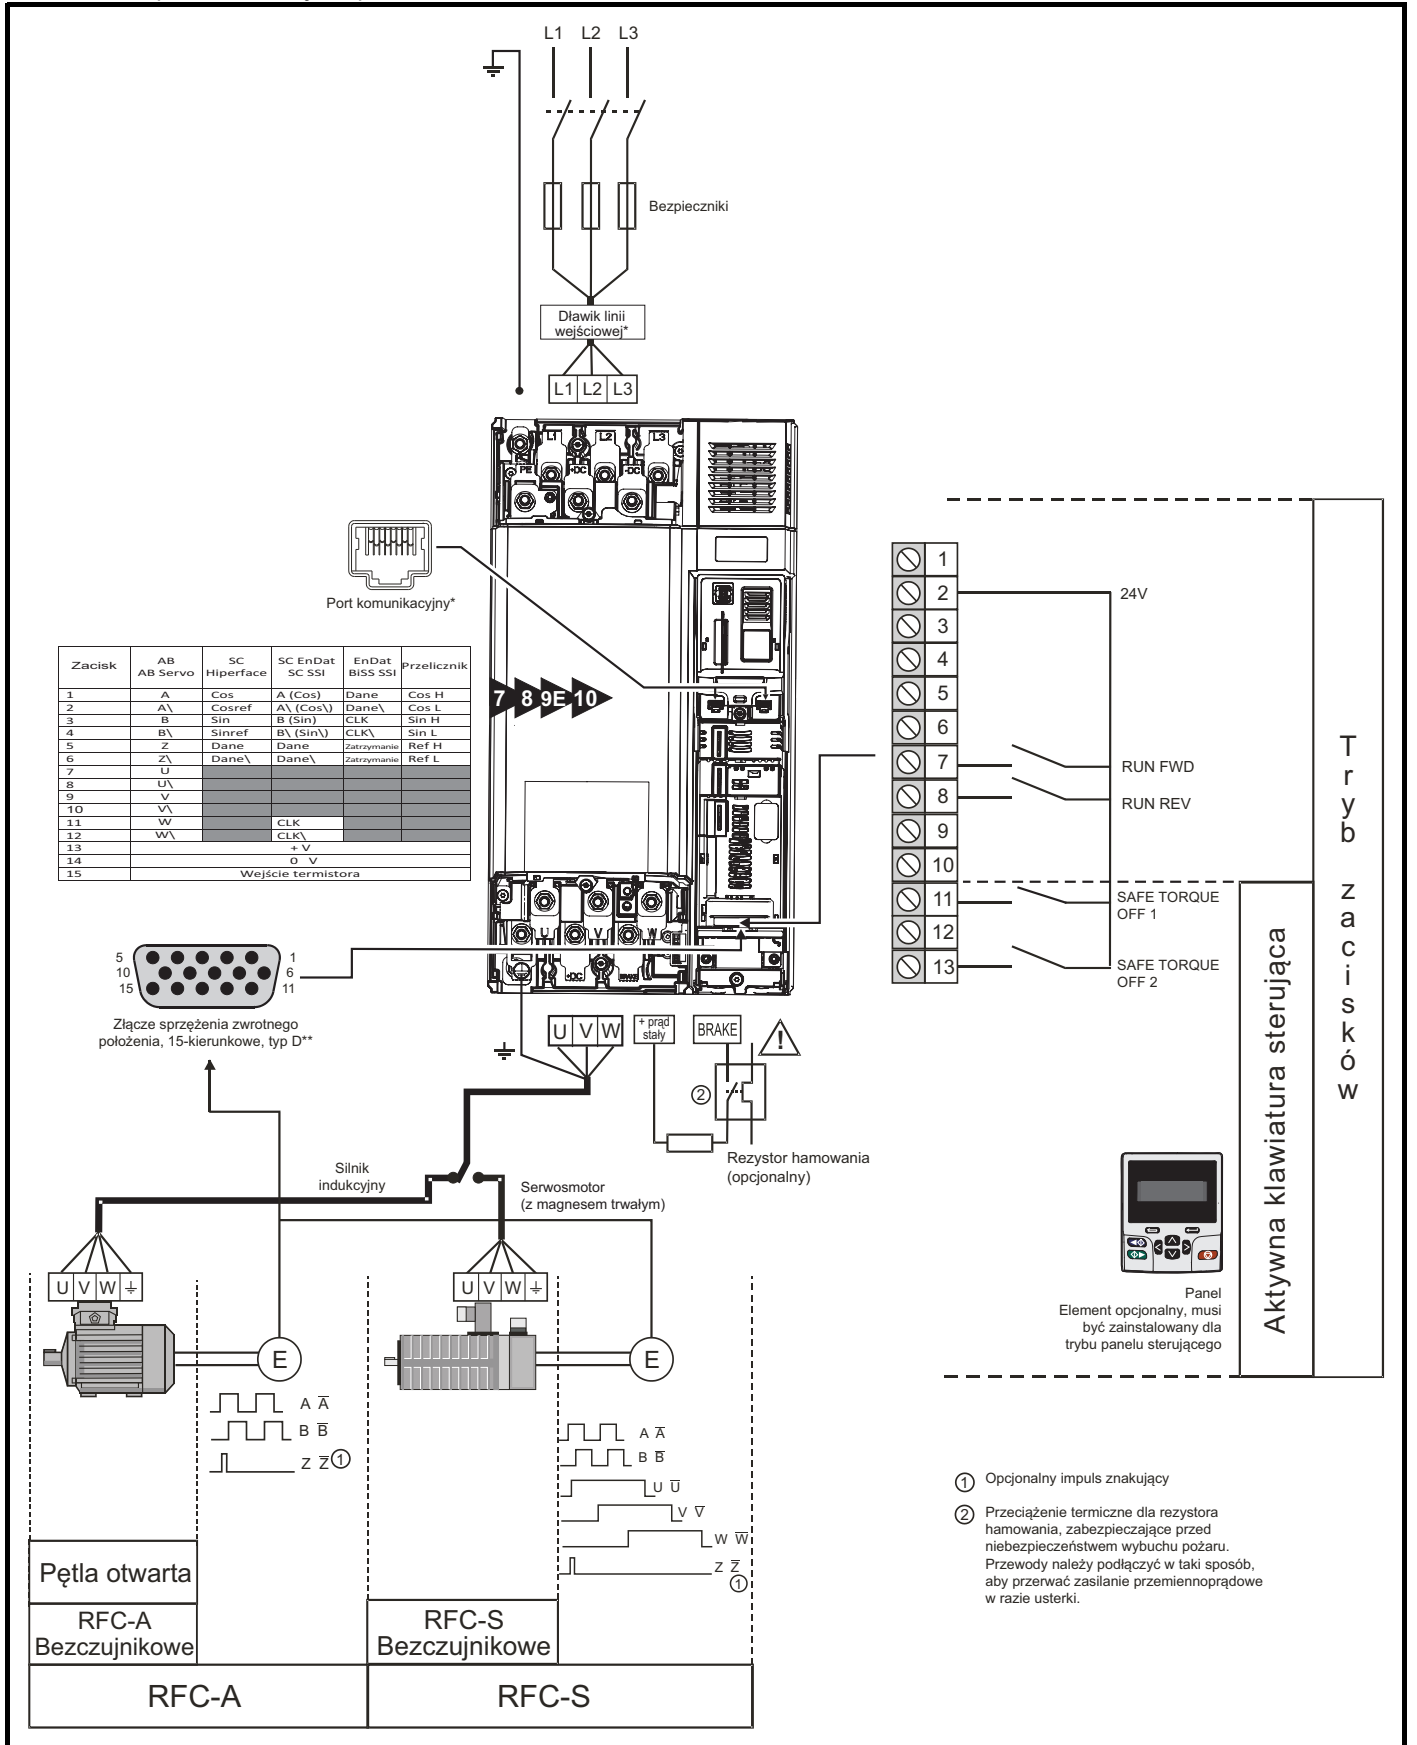 L1 L2 L3
Bezpieczniki
Dławik linii
wejściowej*
L1 L2 L3
L1 L2 L3
PE +DC -DC
Port komunikacyjny*
Zacisk | AB AB Servo | SC Hiperface | SC EnDat SC SSI | EnDat BiSS SSI | Przelicznik
1 A Cos A (Cos) Dane Cos H
2 A\ Cosref A\ (Cos\) Dane\ Cos L
3 B Sin B (Sin) CLK Sin H
4 B\ Sinref B\ (Sin\) CLK\ Sin L
5 Z Dane Dane Zatrzymanie Ref H
6 Z\ Dane\ Dane\ Zatrzymanie Ref L
7 U
8 U\
9 V
10 V\
11 W CLK
12 W\ CLK\
13 + V
14 0 V
15 Wejście termistora
7 8 9E 10
U V W
+DC
5 1
10 6
15 11
Złącze sprzężenia zwrotnego
położenia, 15-kierunkowe, typ D**
U V W
+ prąd
stały
BRAKE
!
2
Rezystor hamowania
(opcjonalny)
Silnik
indukcyjny
Serwosmotor
(z magnesem trwałym)
U V W
U V W
E
E
A A̅
B B̅
Z Z̅ 1
A A̅
B B̅
U U̅
V V̅
W W̅
Z Z̅
1
Pętla otwarta
RFC-A
Bezczujnikowe
RFC-S
Bezczujnikowe
RFC-A
RFC-S
1
2
3
4
5
6
7
8
9
10
11
12
13
24V
RUN FWD
RUN REV
SAFE TORQUE
OFF 1
SAFE TORQUE
OFF 2
Tryb zacisków
Aktywna klawiatura sterująca
Panel
Element opcjonalny, musi
być zainstalowany dla
trybu panelu sterującego
1 Opcjonalny impuls znakujący
2 Przeciążenie termiczne dla rezystora
hamowania, zabezpieczające przed
niebezpieczeństwem wybuchu pożaru.
Przewody należy podłączyć w taki sposób,
aby przerwać zasilanie przemiennoprądowe
w razie usterki.